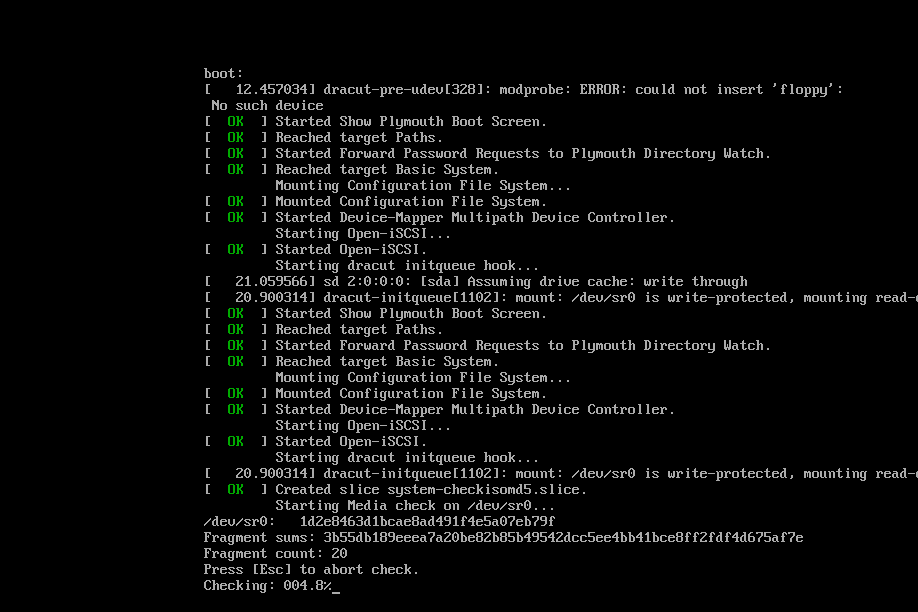 boot:
[   12.457034] dracut-pre-udev[328]: modprobe: ERROR: could not insert 'floppy':
 No such device
[  OK  ] Started Show Plymouth Boot Screen.
[  OK  ] Reached target Paths.
[  OK  ] Started Forward Password Requests to Plymouth Directory Watch.
[  OK  ] Reached target Basic System.
         Mounting Configuration File System...
[  OK  ] Mounted Configuration File System.
[  OK  ] Started Device-Mapper Multipath Device Controller.
         Starting Open-iSCSI...
[  OK  ] Started Open-iSCSI.
         Starting dracut initqueue hook...
[   21.059566] sd 2:0:0:0: [sda] Assuming drive cache: write through
[   20.900314] dracut-initqueue[1102]: mount: /dev/sr0 is write-protected, mounting read-
[  OK  ] Started Show Plymouth Boot Screen.
[  OK  ] Reached target Paths.
[  OK  ] Started Forward Password Requests to Plymouth Directory Watch.
[  OK  ] Reached target Basic System.
         Mounting Configuration File System...
[  OK  ] Mounted Configuration File System.
[  OK  ] Started Device-Mapper Multipath Device Controller.
         Starting Open-iSCSI...
[  OK  ] Started Open-iSCSI.
         Starting dracut initqueue hook...
[   20.900314] dracut-initqueue[1102]: mount: /dev/sr0 is write-protected, mounting read-
[  OK  ] Created slice system-checkisomd5.slice.
         Starting Media check on /dev/sr0...
/dev/sr0:   1d2e8463d1bcae8ad491f4e5a07eb79f
Fragment sums: 3b55db189eeea7a20be82b85b49542dcc5ee4bb41bce8ff2fdf4d675af7e
Fragment count: 20
Press [Esc] to abort check.
Checking: 004.8%_